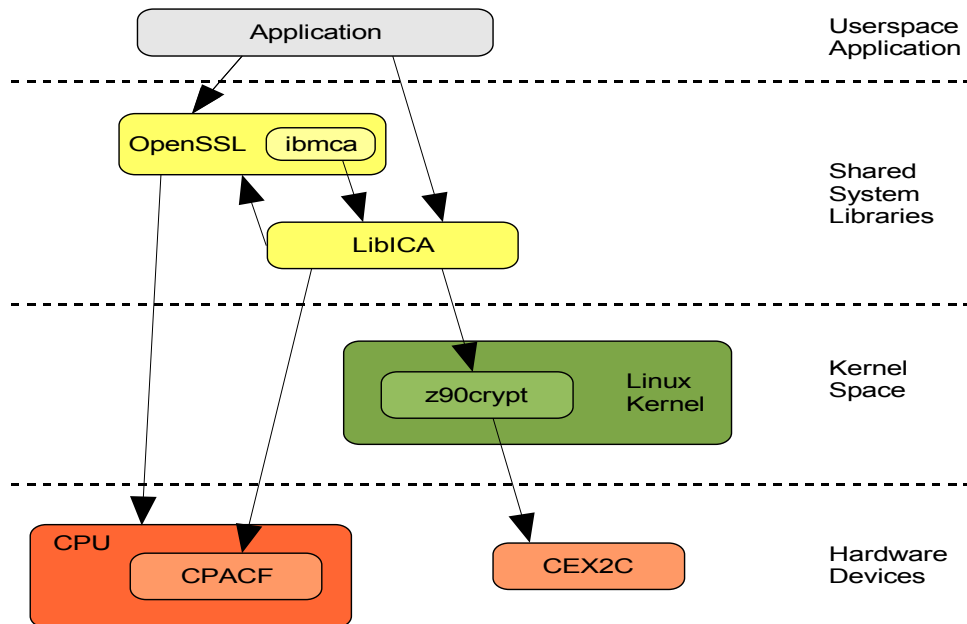 Application
Userspace
Application
OpenSSL
ibmca
Shared
System
Libraries
LibICA
z90crypt
Linux
Kernel
Kernel
Space
CPU
CPACF
CEX2C
Hardware
Devices